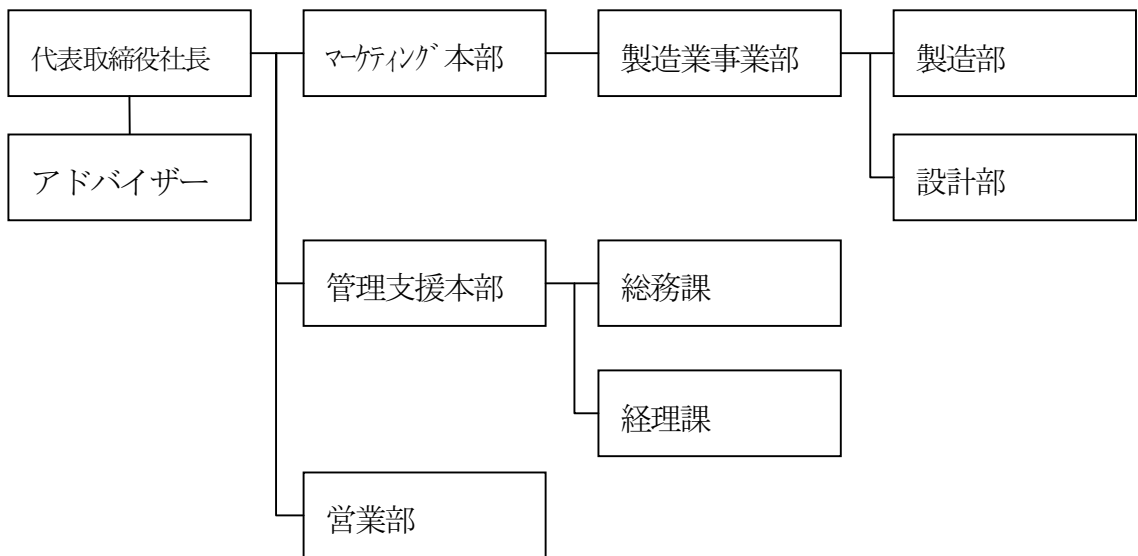 代表取締役社長
マーケティング本部
製造業事業部
製造部
アドバイザー
設計部
管理支援本部
総務課
経理課
営業部